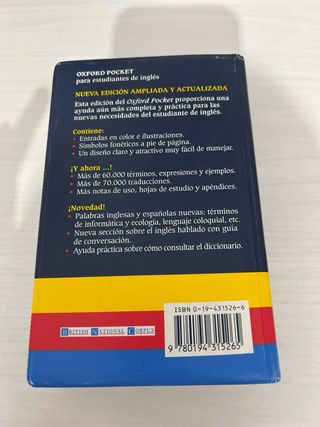 OXFORD POCKET
para estudiantes de inglés
NUEVA EDICIÓN AMPLIADA Y ACTUALIZADA
Esta edición del Oxford Pocket proporciona una
ayuda aún más completa y práctica para las
nuevas necesidades del estudiante de inglés.
Contiene:
• Entradas en color e ilustraciones.
• Símbolos fonéticos a pie de página.
• Un diseño claro y atractivo muy fácil de manejar.
¡Y ahora ...!
• Más de 60.000 términos, expresiones y ejemplos.
• Más de 70.000 traducciones.
• Más notas de uso, hojas de estudio y apéndices.
¡Novedad!
• Palabras inglesas y españolas nuevas: términos
de informática y ecología, lenguaje coloquial, etc.
• Nueva sección sobre el inglés hablado con guía
de conversación.
• Ayuda práctica sobre cómo consultar el diccionario.
ISBN 0-19-431526-6
9 780194 315265
BRITISH NATIONAL CORPUS